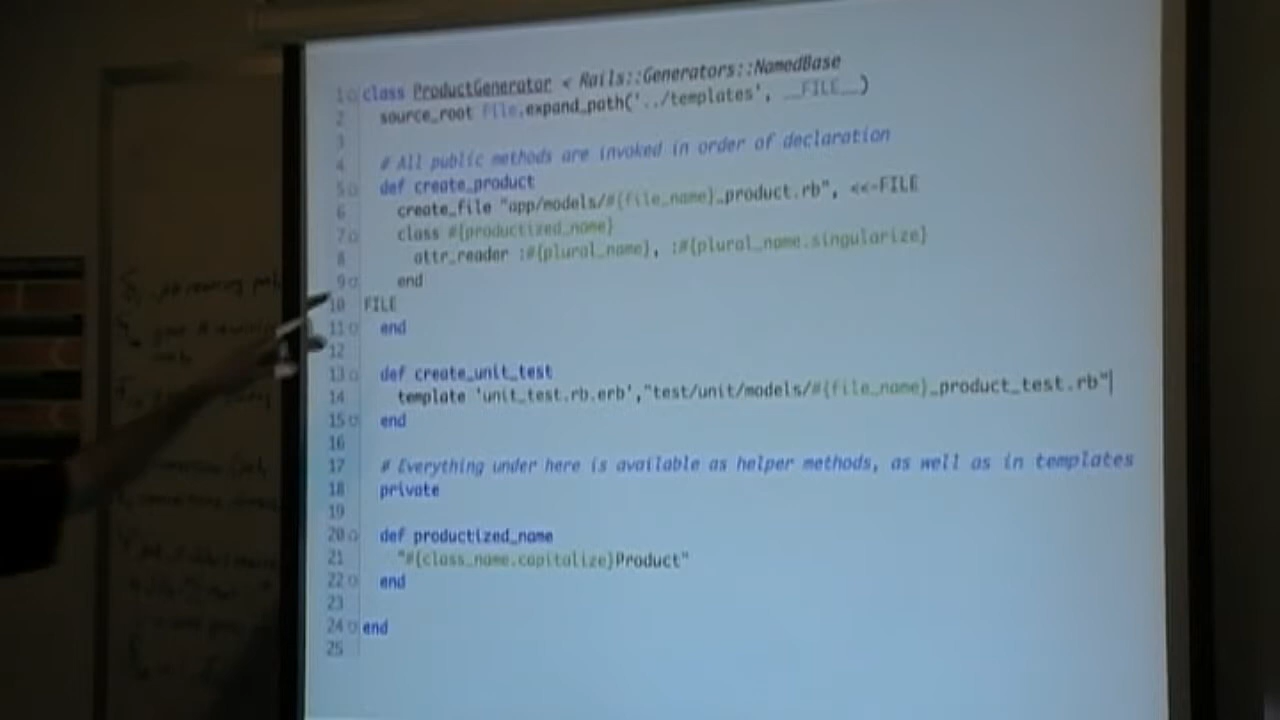 1 class ProductGenerator < Rails::Generators::NamedBase
2 source_root File.expand_path('../templates', __FILE__)
3
4 # All public methods are invoked in order of declaration
5 def create_product
6 create_file "app/models/#{file_name}_product.rb", <<-FILE
7 class #{productized_name}
8 attr_reader :#{plural_name}, :#{plural_name.singularize}
9 end
10 FILE
11 end
12
13 def create_unit_test
14 template 'unit_test.rb.erb',"test/unit/models/#{file_name}_product_test.rb"
15 end
16
17 # Everything under here is available as helper methods, as well as in templates
18 private
19
20 def productized_name
21 "#{class_name.capitalize}Product"
22 end
23
24 end
25